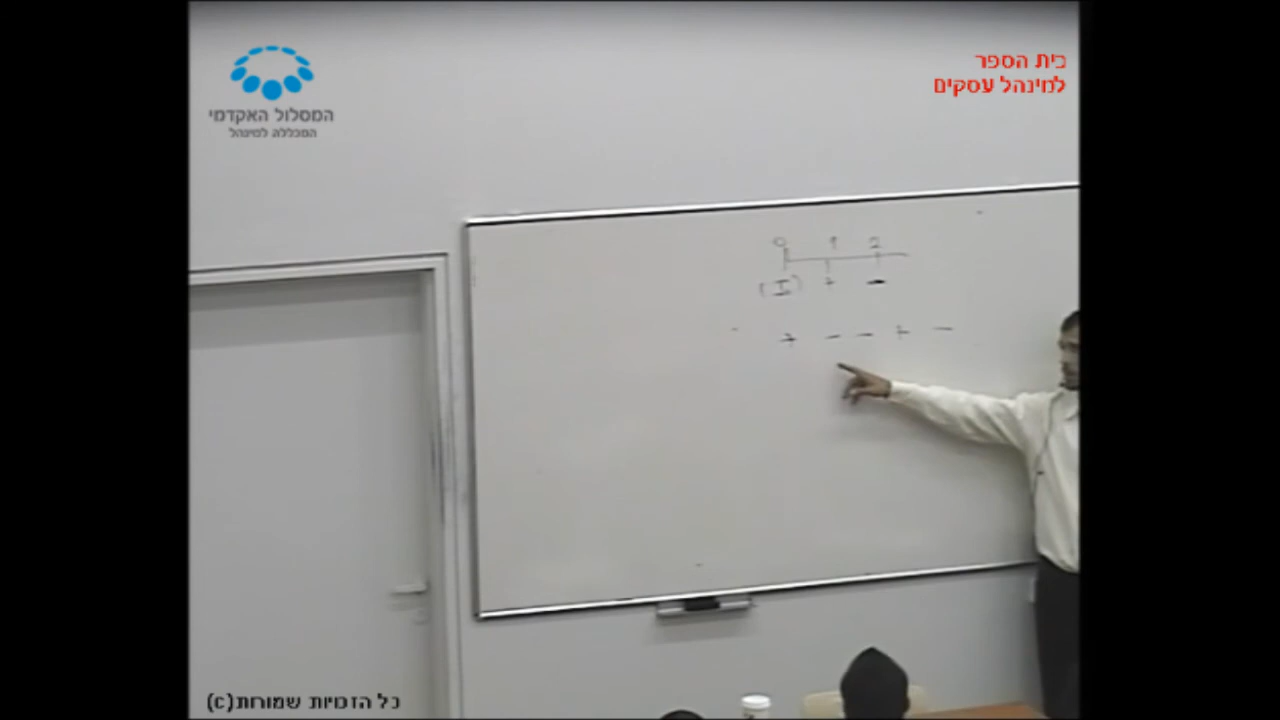 בית הספר
למינהל עסקים
המסלול האקדמי
המכללה למינהל
0 1 2
(I) + -
+ - - + -
כל הזכויות שמורות(c)